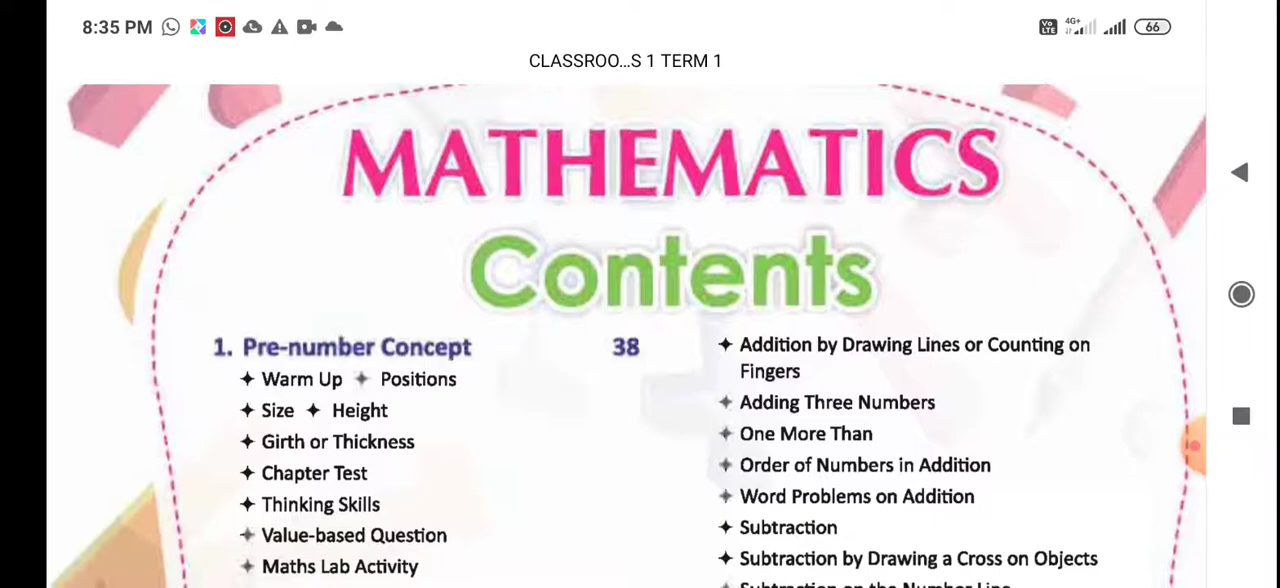 8:35 PM
Vo LTE 4G+ 66
CLASSROO...S 1 TERM 1
MATHEMATICS
Contents
1. Pre-number Concept 38
✦ Warm Up ✦ Positions
✦ Size ✦ Height
✦ Girth or Thickness
✦ Chapter Test
✦ Thinking Skills
✦ Value-based Question
✦ Maths Lab Activity
✦ Addition by Drawing Lines or Counting on
Fingers
✦ Adding Three Numbers
✦ One More Than
✦ Order of Numbers in Addition
✦ Word Problems on Addition
✦ Subtraction
✦ Subtraction by Drawing a Cross on Objects